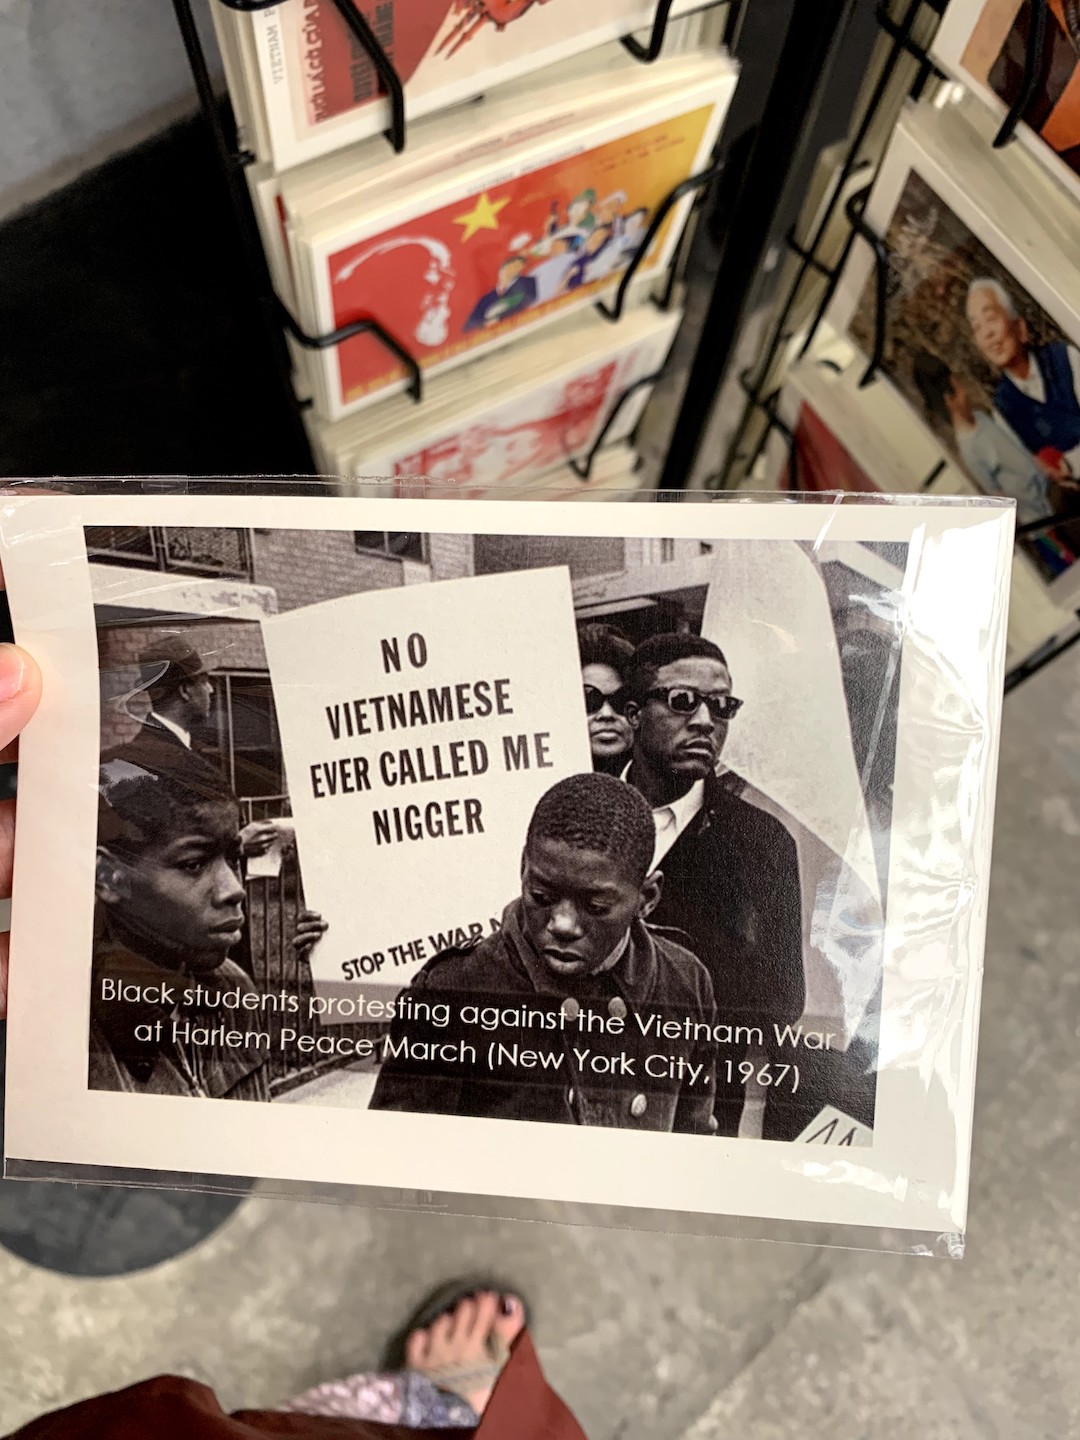 VIETNAM
NO
VIETNAMESE
EVER CALLED ME
NIGGER
STOP THE WAR
Black students protesting against the Vietnam War
at Harlem Peace March (New York City, 1967)